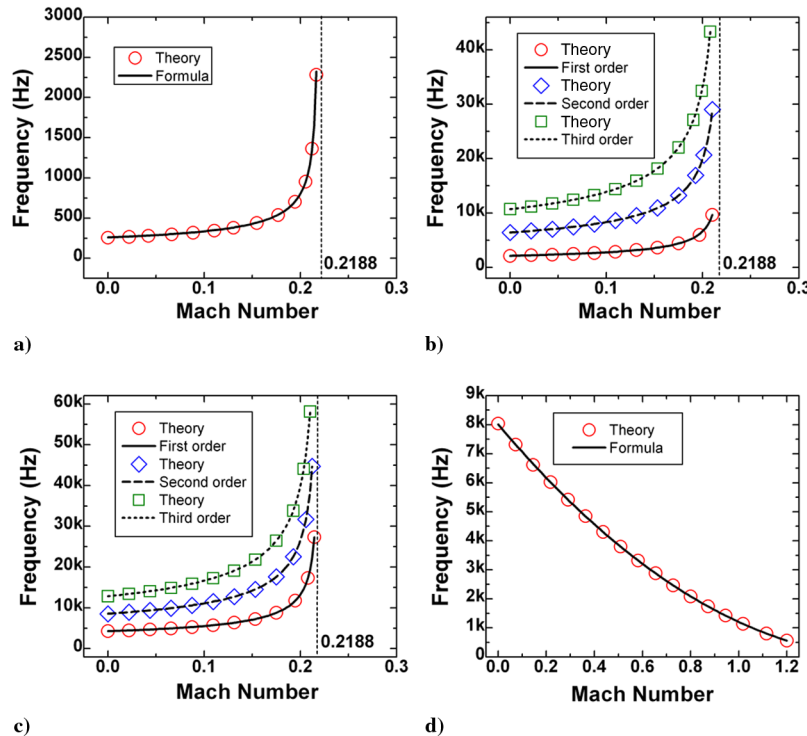 3000
2500
2000
1500
1000
500
0
Frequency (Hz)
Theory
Formula
0.2188
0.0
0.1
0.2
0.3
Mach Number
a)
40k
30k
20k
10k
0
Frequency (Hz)
Theory
First order
Theory
Second order
Theory
Third order
0.2188
0.0
0.1
0.2
0.3
Mach Number
b)
60k
50k
40k
30k
20k
10k
0
Frequency (Hz)
Theory
First order
Theory
Second order
Theory
Third order
0.2188
0.0
0.1
0.2
0.3
Mach Number
c)
9k
8k
7k
6k
5k
4k
3k
2k
1k
0
Frequency (Hz)
Theory
Formula
0.0
0.2
0.4
0.6
0.8
1.0
1.2
Mach Number
d)